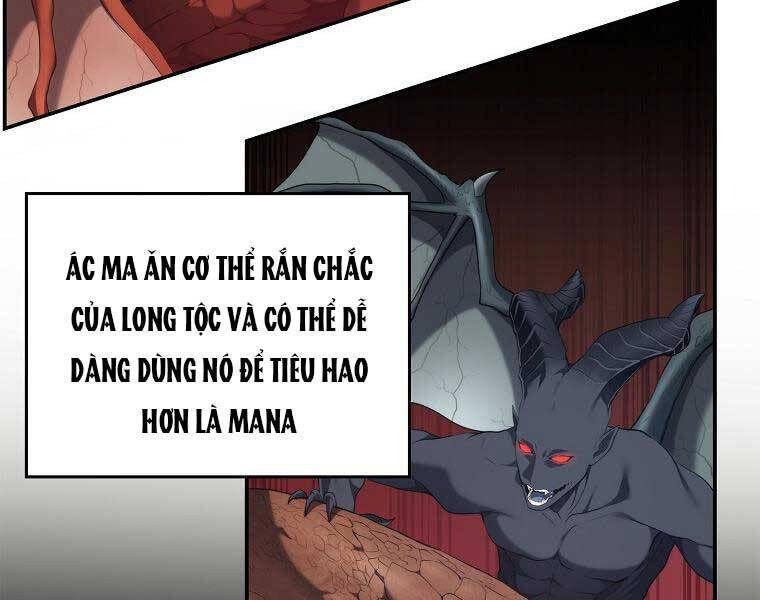 ÁC MA ĂN CƠ THỂ RẮN CHẮC
CỦA LONG TỘC VÀ CÓ THỂ DỄ
DÀNG DÙNG NÓ ĐỂ TIÊU HAO
HƠN LÀ MANA